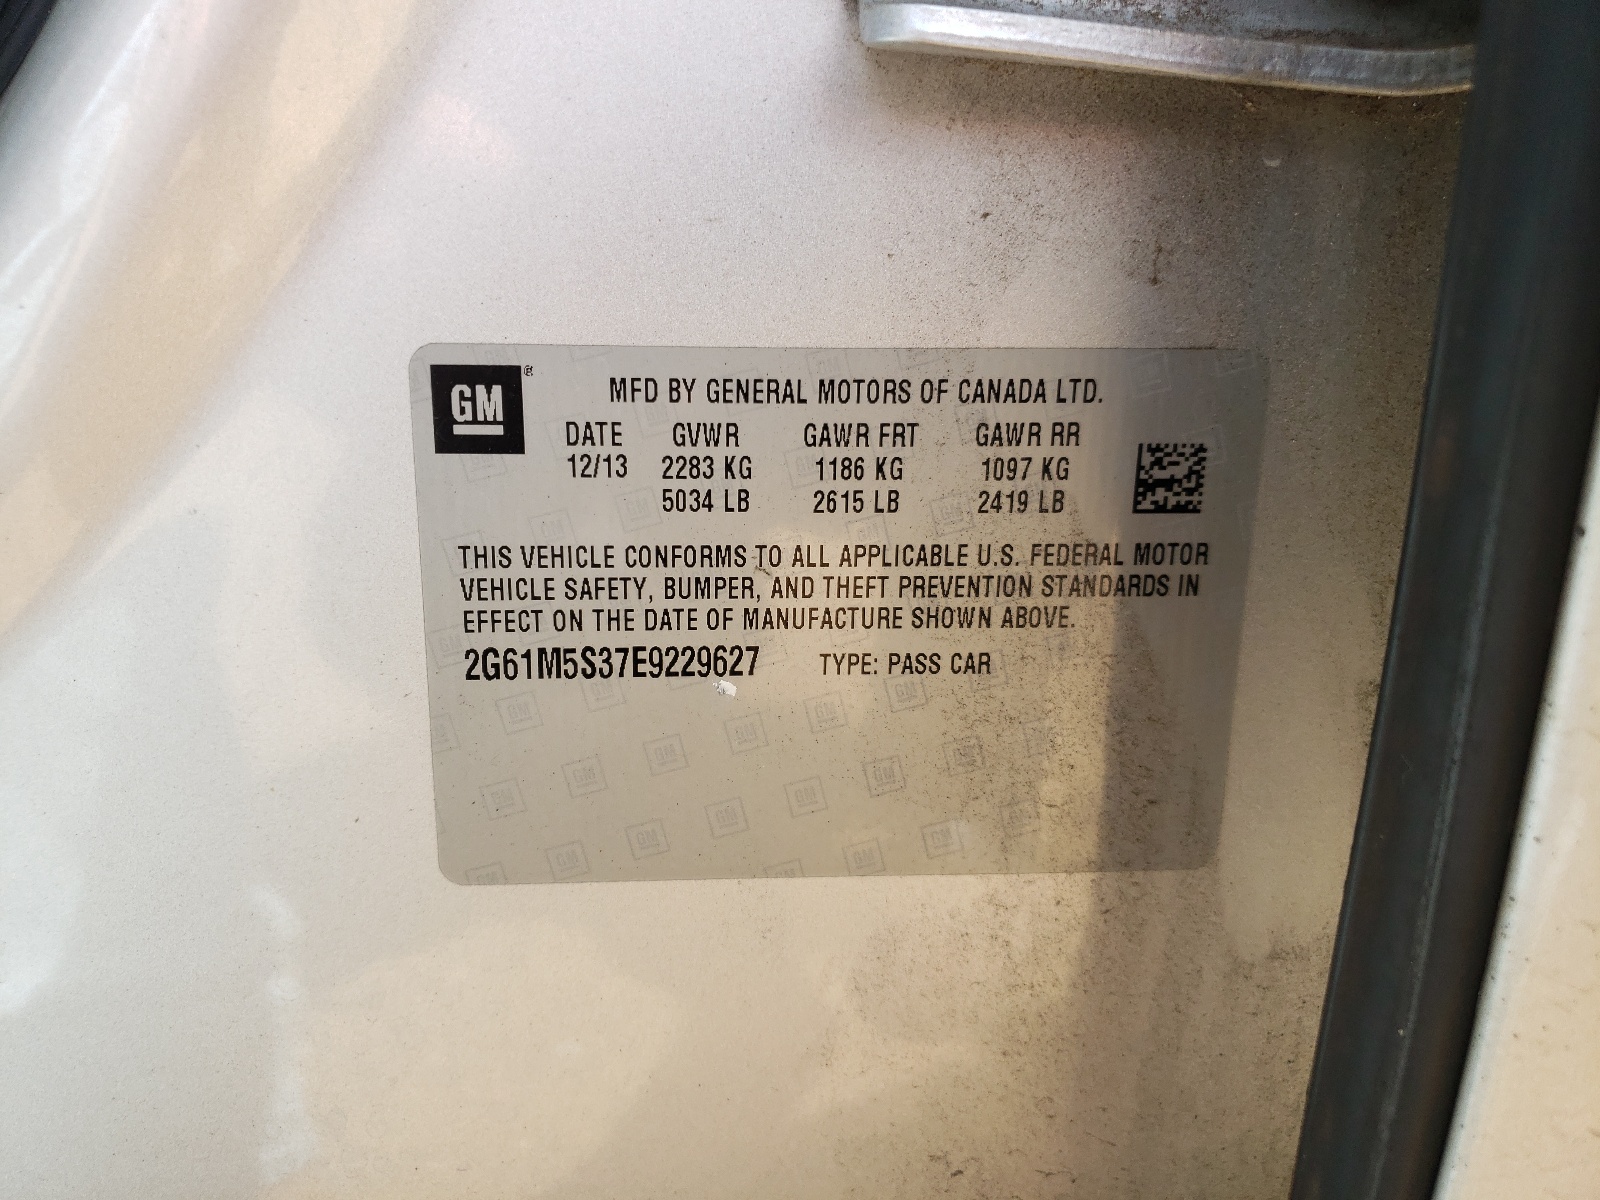 GM ®
MFD BY GENERAL MOTORS OF CANADA LTD.
DATE GVWR GAWR FRT GAWR RR
12/13 2283 KG 1186 KG 1097 KG
5034 LB 2615 LB 2419 LB
THIS VEHICLE CONFORMS TO ALL APPLICABLE U.S. FEDERAL MOTOR
VEHICLE SAFETY, BUMPER, AND THEFT PREVENTION STANDARDS IN
EFFECT ON THE DATE OF MANUFACTURE SHOWN ABOVE.
2G61M5S37E9229627 TYPE: PASS CAR